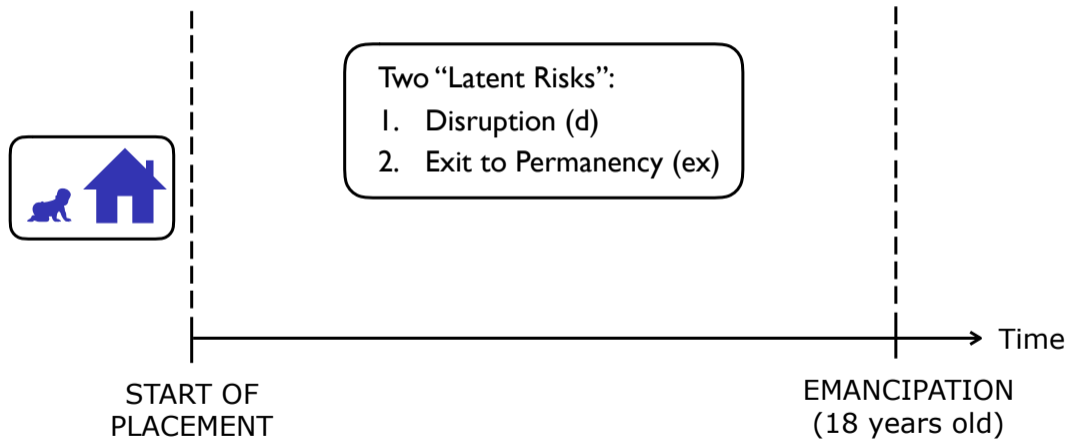 Two “Latent Risks”:
1. Disruption (d)
2. Exit to Permanency (ex)
Time
START OF
PLACEMENT
EMANCIPATION
(18 years old)